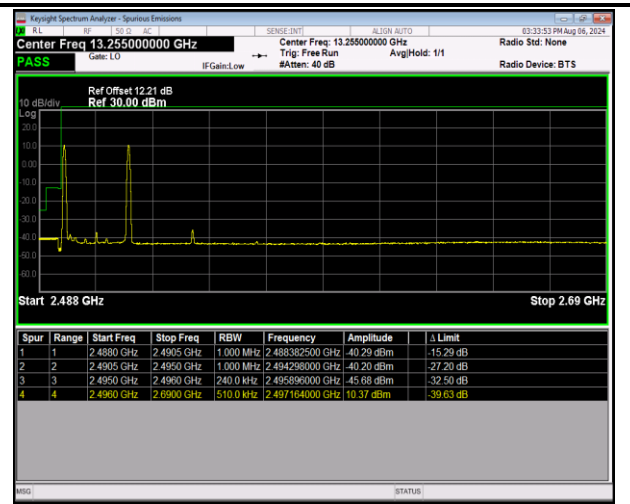 Keysight Spectrum Analyzer - Spurious Emissions
RL RF 50 Ω AC SENSE:INT ALIGN AUTO 03:33:53 PM Aug 06, 2024
Center Freq 13.255000000 GHz Center Freq: 13.255000000 GHz Radio Std: None
PASS Gate: LO IFGain:Low Trig: Free Run Avg|Hold: 1/1
#Atten: 40 dB Radio Device: BTS
Ref Offset 12.21 dB
10 dB/div Ref 30.00 dBm
Log
20.0
10.0
0.00
10.0
20.0
30.0
40.0
50.0
60.0
Start 2.488 GHz Stop 2.69 GHz
Spur Range Start Freq Stop Freq RBW Frequency Amplitude Δ Limit
1 1 2.4880 GHz 2.4905 GHz 1.000 MHz 2.488382500 GHz -40.29 dBm -15.29 dB
2 2 2.4905 GHz 2.4950 GHz 1.000 MHz 2.494298000 GHz -40.20 dBm -27.20 dB
3 3 2.4950 GHz 2.4960 GHz 240.0 kHz 2.495896000 GHz -45.68 dBm -32.50 dB
4 4 2.4960 GHz 2.6900 GHz 510.0 kHz 2.497164000 GHz 10.37 dBm -39.63 dB
MSG STATUS